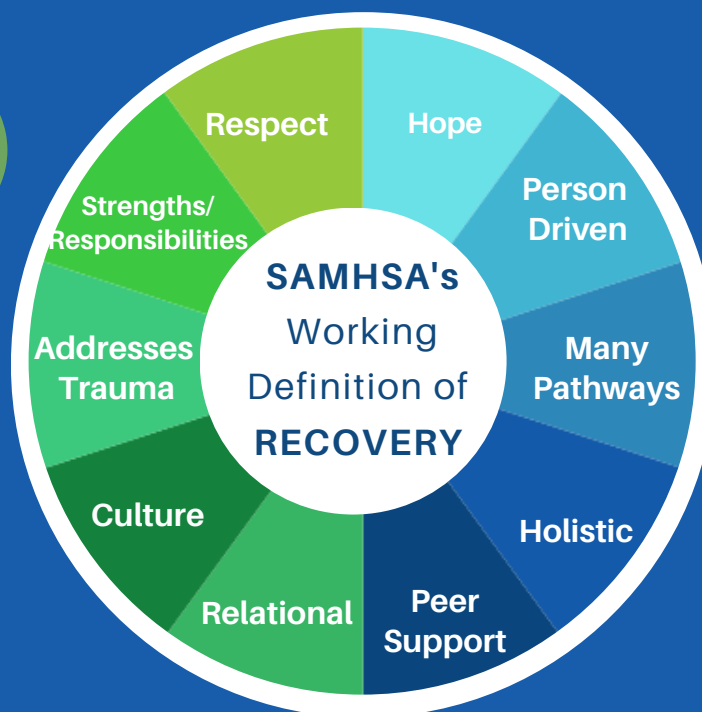 SAMHSA's
Working
Definition of
RECOVERY
Hope
Person
Driven
Many
Pathways
Holistic
Peer
Support
Relational
Culture
Addresses
Trauma
Strengths/
Responsibilities
Respect